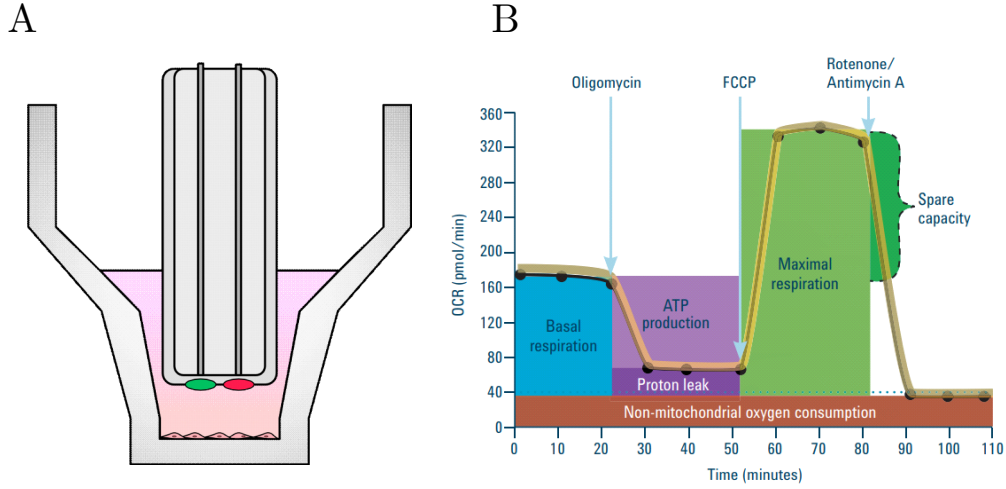 A
B
Oligomycin
FCCP
Rotenone/
Antimycin A
360
320
280
240
200
160
120
80
40
0
OCR (pmol/min)
Basal
respiration
ATP
production
Proton leak
Maximal
respiration
Spare
capacity
Non-mitochondrial oxygen consumption
0 10 20 30 40 50 60 70 80 90 100 110
Time (minutes)